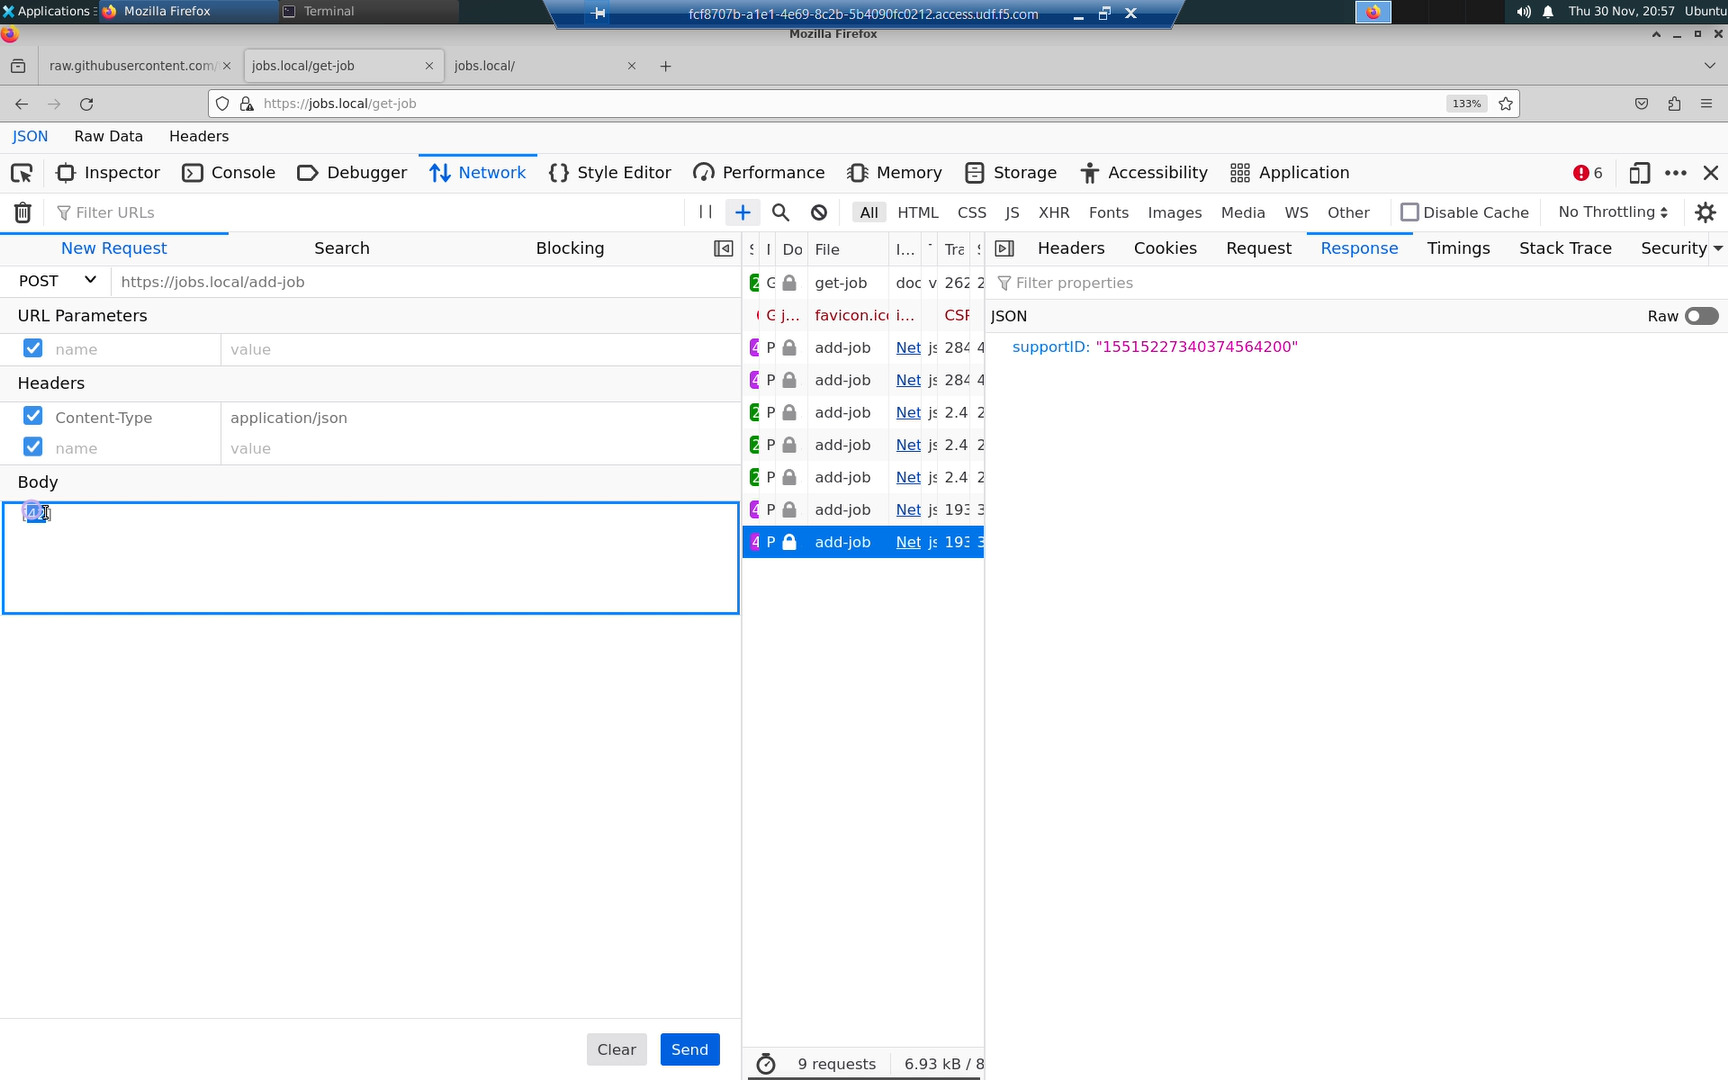 Applications Mozilla Firefox Terminal fcf8707b-a1e1-4e69-8c2b-5b4090fc0212.access.udf.f5.com Thu 30 Nov, 20:57 Ubuntu
Mozilla Firefox
raw.githubusercontent.com/ jobs.local/get-job jobs.local/
https://jobs.local/get-job 133%
JSON Raw Data Headers
Inspector Console Debugger Network Style Editor Performance Memory Storage Accessibility Application 6
Filter URLs All HTML CSS JS XHR Fonts Images Media WS Other Disable Cache No Throttling
New Request Search Blocking Do File I... Tra Headers Cookies Request Response Timings Stack Trace Security
POST https://jobs.local/add-job 2 G get-job doc v 262 2 Filter properties
URL Parameters G j... favicon.ico i... CSP JSON Raw
name value 4 P add-job Net js 284 4 supportID: "15515227340374564200"
Headers 4 P add-job Net js 284 4
Content-Type application/json 2 P add-job Net js 2.4 2
name value 2 P add-job Net js 2.4 2
Body 2 P add-job Net js 2.4 2
4 P add-job Net js 193 3
4 P add-job Net js 193 3
Clear Send 9 requests 6.93 kB / 8